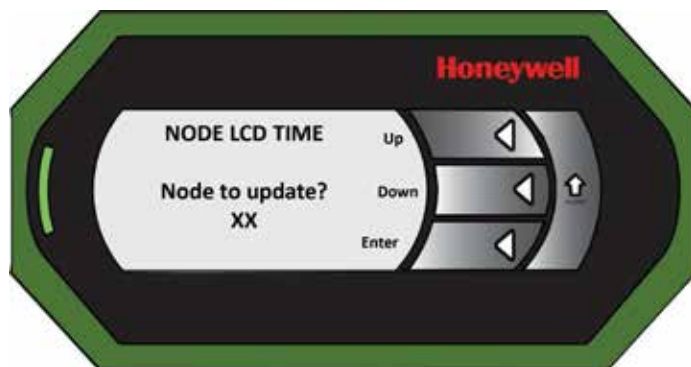 Honeywell
NODE LCD TIME
Up
Node to update?
Down
XX
Enter